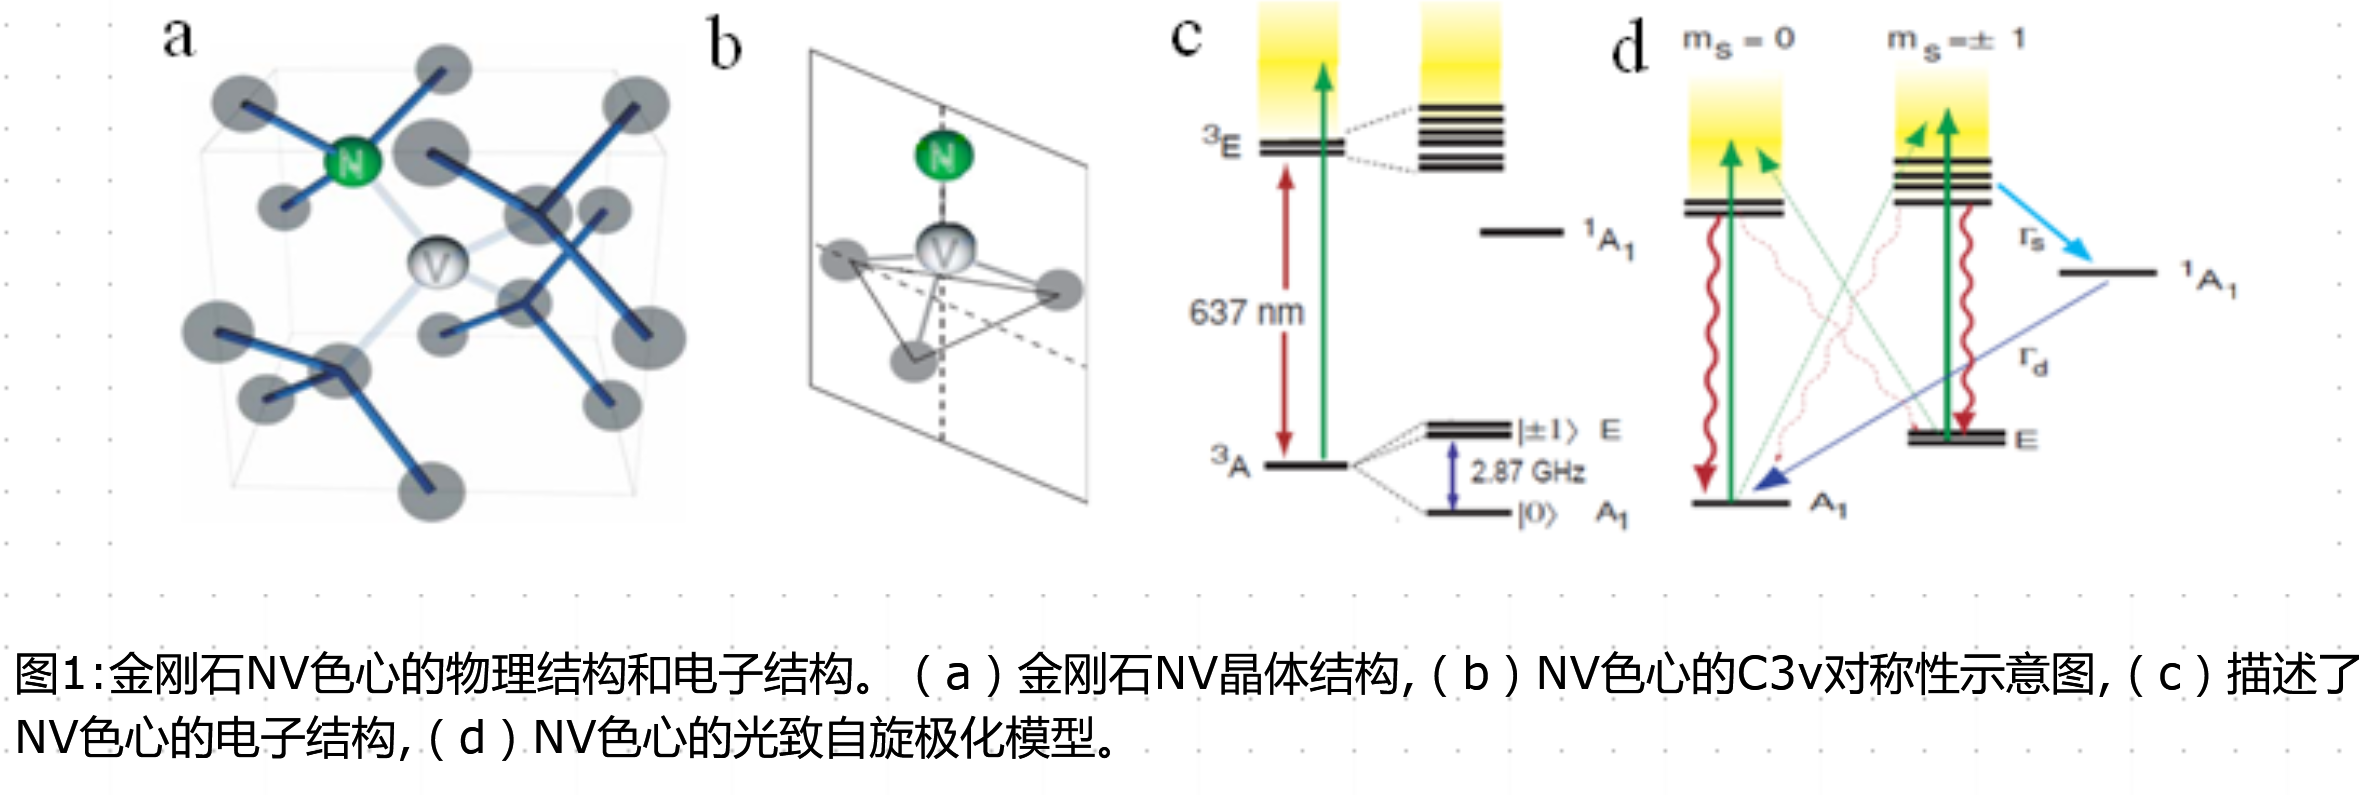 a
N
V
b
N
V
c
³E
¹A₁
637 nm
³A
|±1⟩ E
2.87 GHz
|0⟩ A₁
d
mₛ = 0
mₛ =± 1
Γs
¹A₁
Γd
E
A₁
图1:金刚石NV色心的物理结构和电子结构。（a）金刚石NV晶体结构,（b）NV色心的C3v对称性示意图,（c）描述了
NV色心的电子结构,（d）NV色心的光致自旋极化模型。